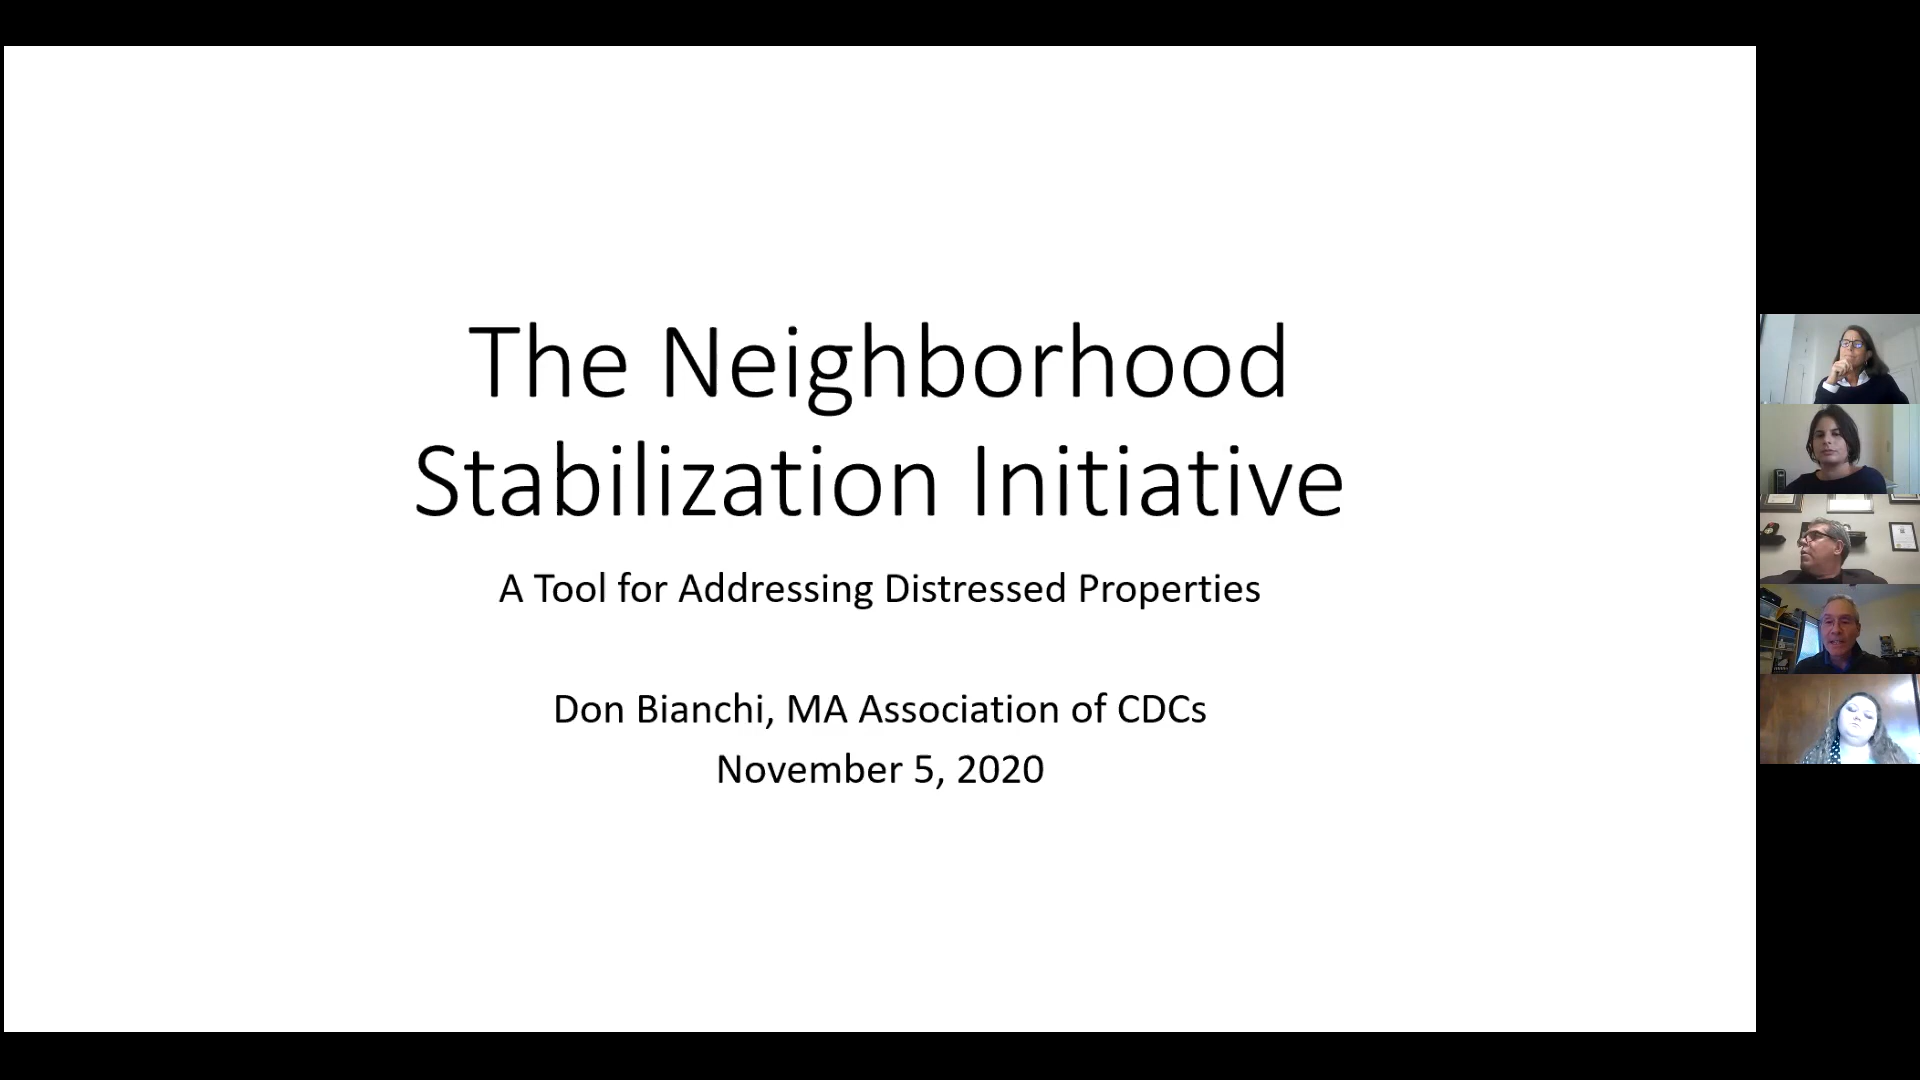 The Neighborhood
Stabilization Initiative
A Tool for Addressing Distressed Properties
Don Bianchi, MA Association of CDCs
November 5, 2020